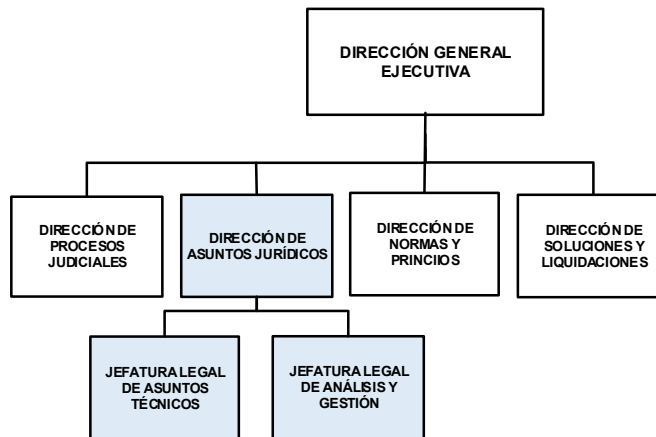 DIRECCIÓN GENERAL
EJECUTIVA
DIRECCIÓN DE
PROCESOS
JUDICIALES
DIRECCIÓN DE
ASUNTOS JURÍDICOS
DIRECCIÓN DE
NORMAS Y
PRINCIIOS
DIRECCIÓN DE
SOLUCIONES Y
LIQUIDACIONES
JEFATURA LEGAL
DE ASUNTOS
TÉCNICOS
JEFATURA LEGAL
DE ANÁLISIS Y
GESTIÓN